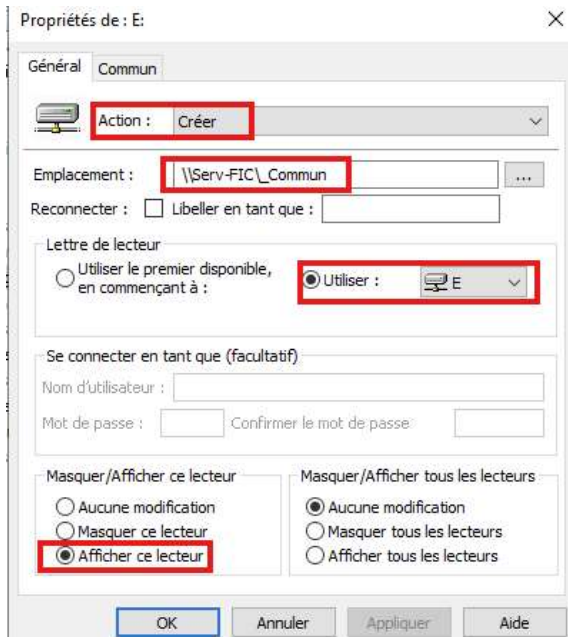 Propriétés de : E:
Général Commun
Action : Créer
Emplacement : \\Serv-FIC\_Commun ...
Reconnecter : Libeller en tant que :
Lettre de lecteur
Utiliser le premier disponible,
en commençant à :
Utiliser : E
Se connecter en tant que (facultatif)
Nom d'utilisateur :
Mot de passe : Confirmer le mot de passe
Masquer/Afficher ce lecteur
Aucune modification
Masquer ce lecteur
Afficher ce lecteur
Masquer/Afficher tous les lecteurs
Aucune modification
Masquer tous les lecteurs
Afficher tous les lecteurs
OK Annuler Appliquer Aide